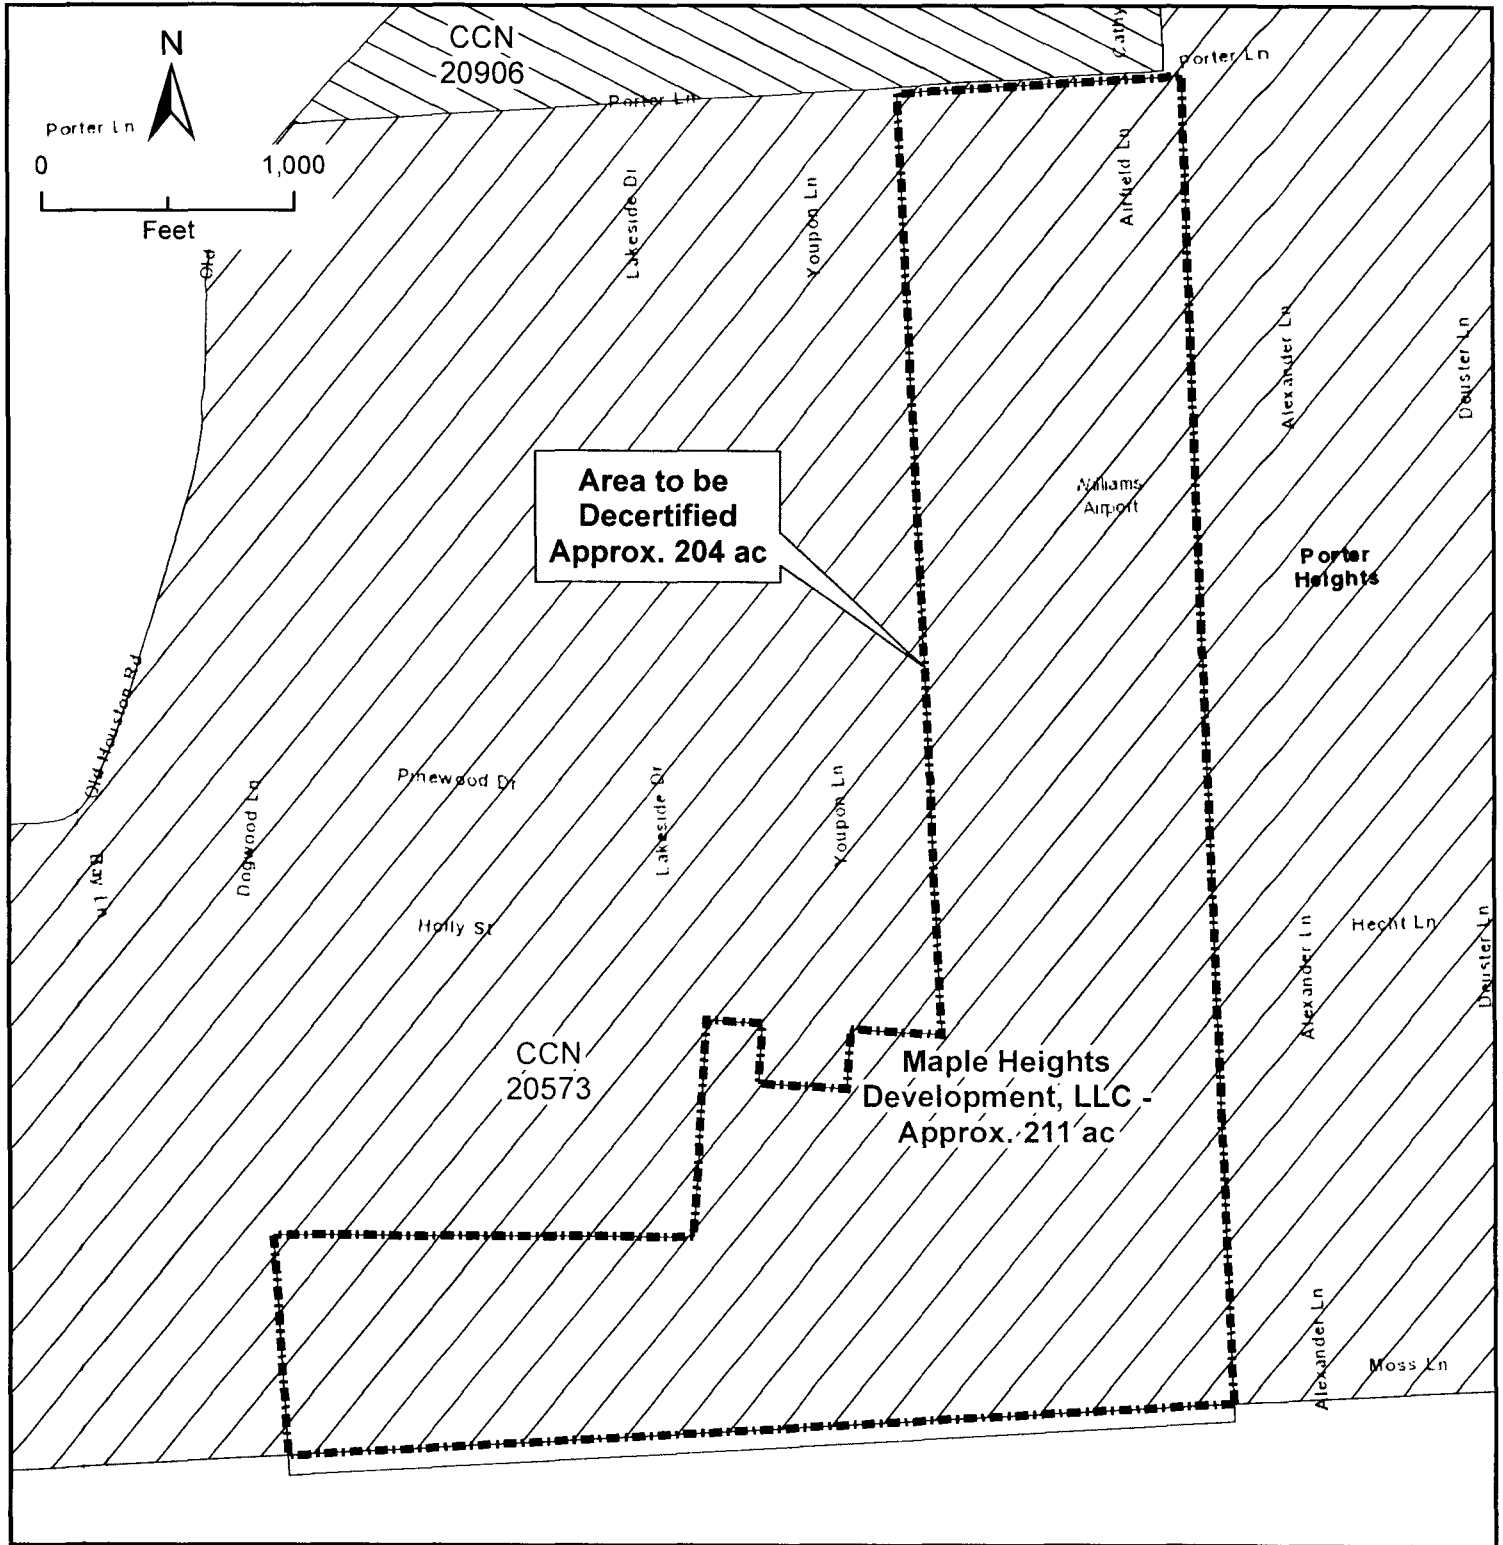 CCN
20906
N
Cathy
Porter Ln
Porter Ln
Porter Ln
0 1,000
Feet
Old
Lakeside Dr
Youpon Ln
Airfield Ln
Alexander Ln
Deuster Ln
Area to be
Decertified
Approx. 204 ac
Williams
Airport
Porter
Heights
Old Houston Rd
Pinewood Dr
Lakeside Dr
Youpon Ln
Dogwood Ln
Ray Ln
Holly St
Alexander Ln
Hecht Ln
Deuster Ln
CCN
20573
Maple Heights
Development, LLC -
Approx. 211 ac
Alexander Ln
Moss Ln